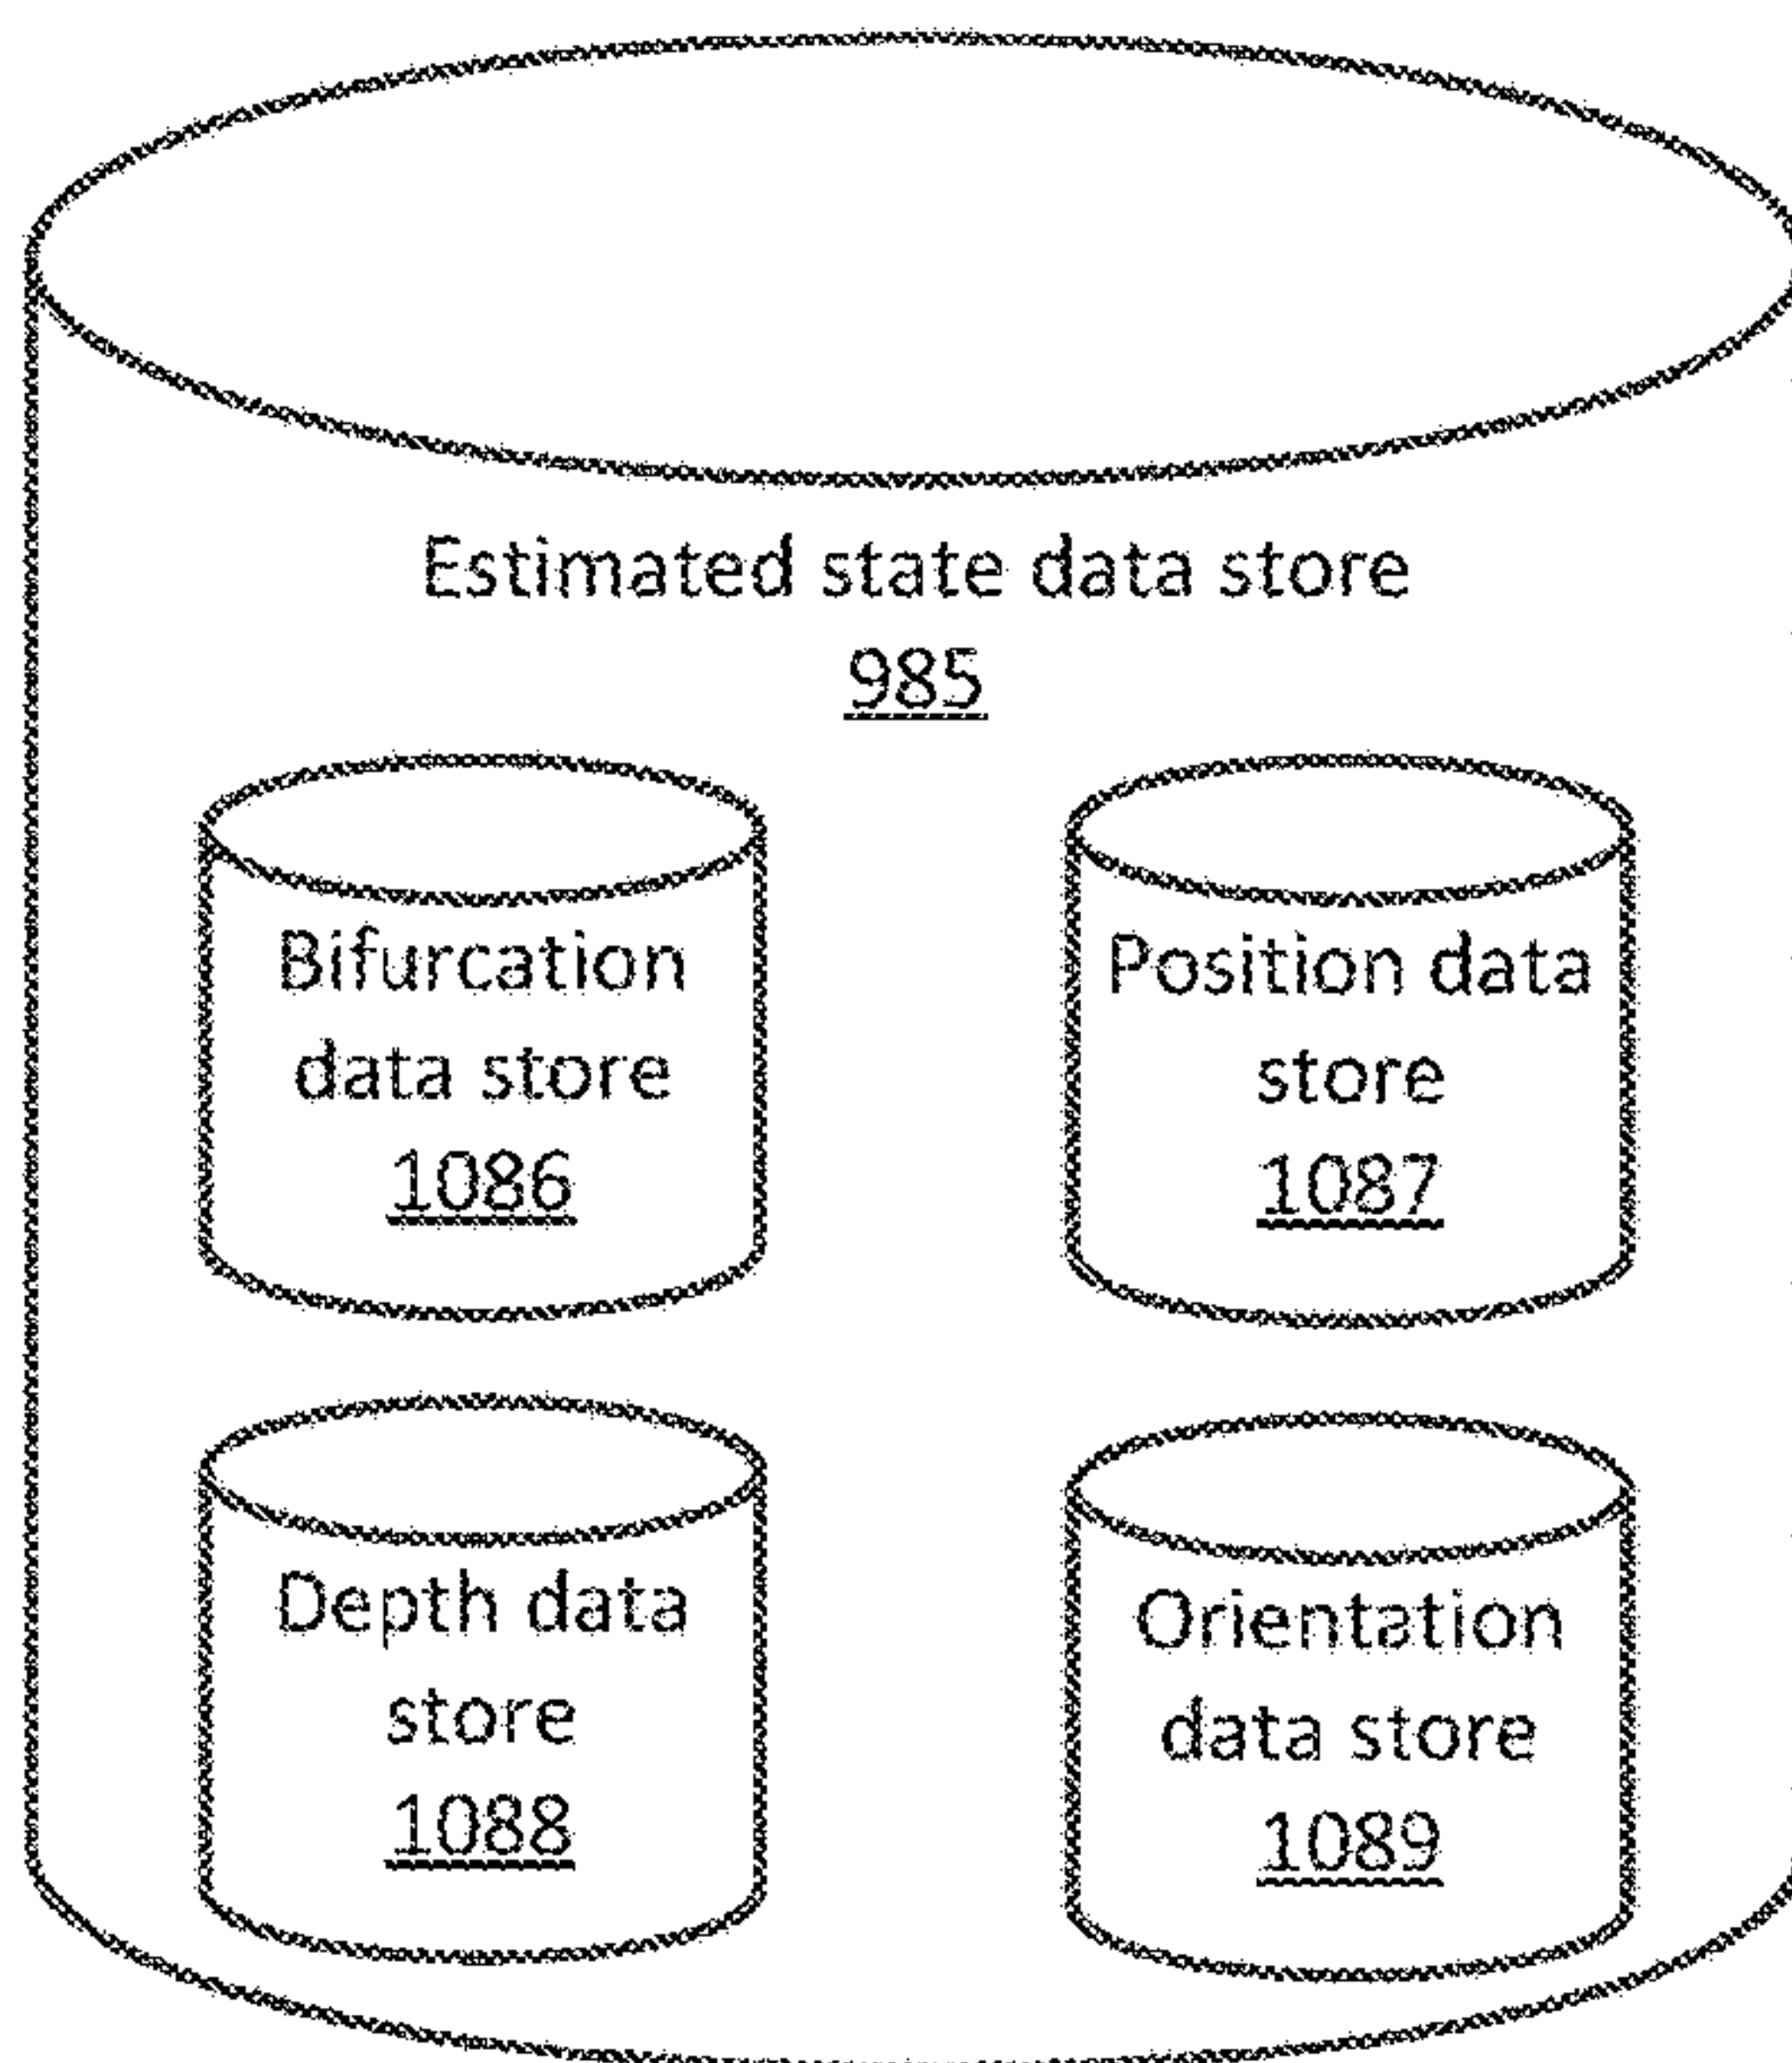 Estimated state data store
985
Bifurcation
data store
1086
Position data
store
1087
Depth data
store
1088
Orientation
data store
1089